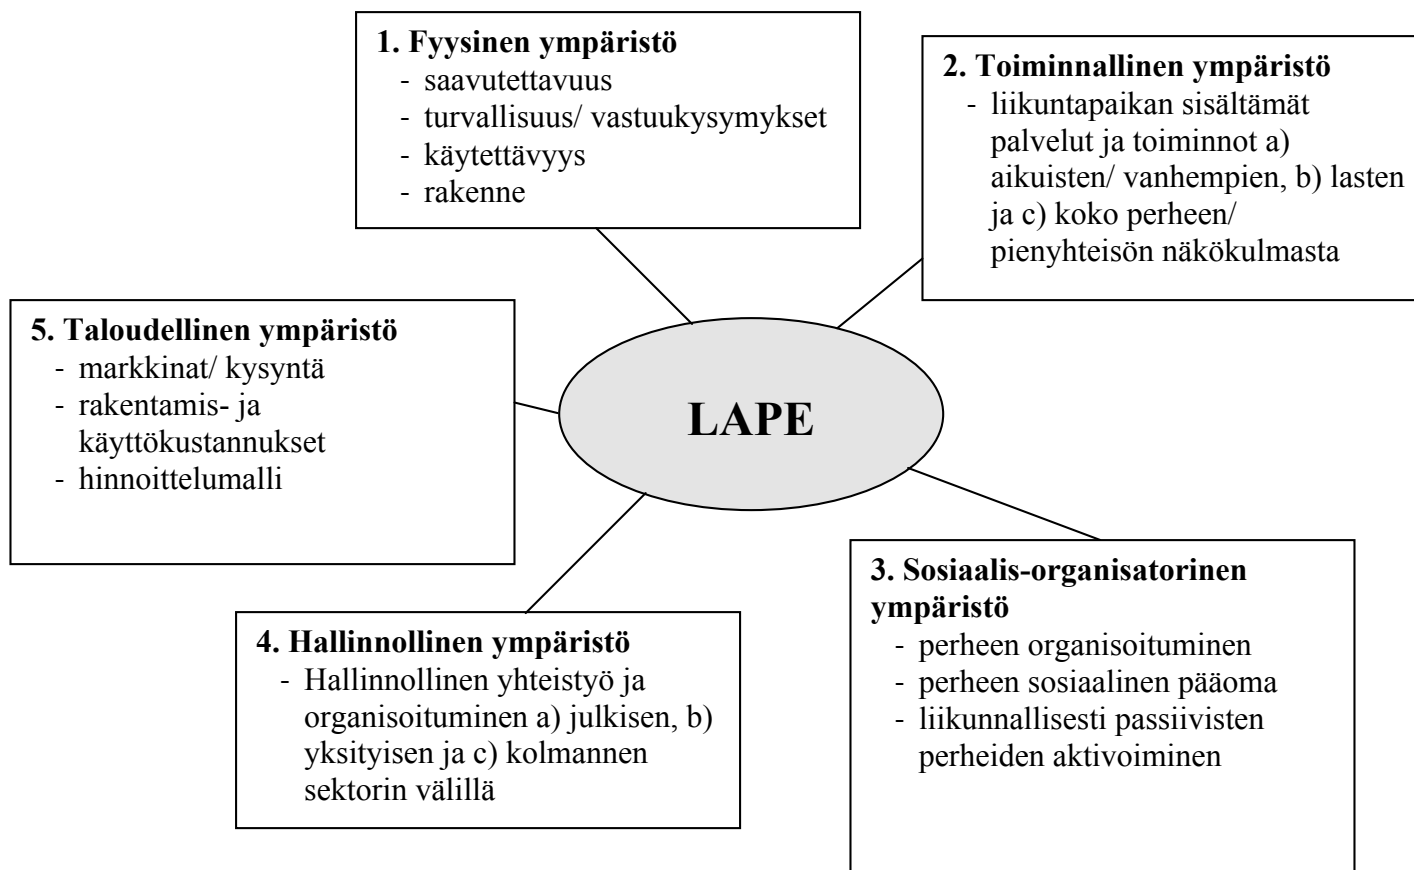 1. Fyysinen ympäristö
- saavutettavuus
- turvallisuus/ vastuukysymykset
- käytettävyys
- rakenne
2. Toiminnallinen ympäristö
- liikuntapaikan sisältämät
palvelut ja toiminnot a)
aikuisten/ vanhempien, b) lasten
ja c) koko perheen/
pienyhteisön näkökulmasta
5. Taloudellinen ympäristö
- markkinat/ kysyntä
- rakentamis- ja
käyttökustannukset
- hinnoittelumalli
LAPE
3. Sosiaalis-organisatorinen
ympäristö
- perheen organisoituminen
- perheen sosiaalinen pääoma
- liikunnallisesti passiivisten
perheiden aktivoiminen
4. Hallinnollinen ympäristö
- Hallinnollinen yhteistyö ja
organisoituminen a) julkisen, b)
yksityisen ja c) kolmannen
sektorin välillä